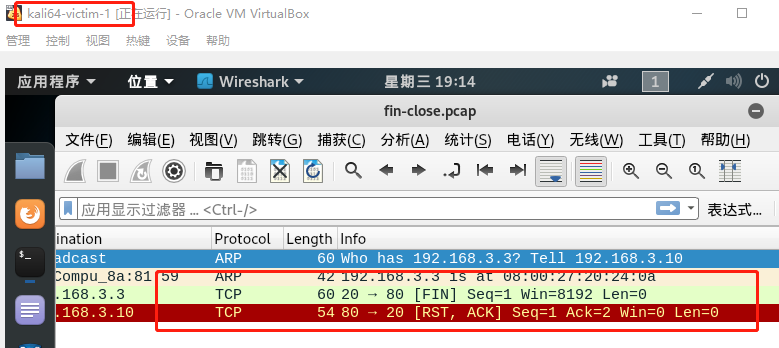 kali64-victim-1 [正在运行] - Oracle VM VirtualBox
管理 控制 视图 热键 设备 帮助
应用程序 位置 Wireshark 星期三 19:14 1
fin-close.pcap
文件(F) 编辑(E) 视图(V) 跳转(G) 捕获(C) 分析(A) 统计(S) 电话(Y) 无线(W) 工具(T) 帮助(H)
应用显示过滤器 … <Ctrl-/> 表达式…
ination Protocol Length Info
adcast ARP 60 Who has 192.168.3.3? Tell 192.168.3.10
Compu_8a:81:59 ARP 42 192.168.3.3 is at 08:00:27:20:24:0a
.168.3.3 TCP 60 20 → 80 [FIN] Seq=1 Win=8192 Len=0
.168.3.10 TCP 54 80 → 20 [RST, ACK] Seq=1 Ack=2 Win=0 Len=0